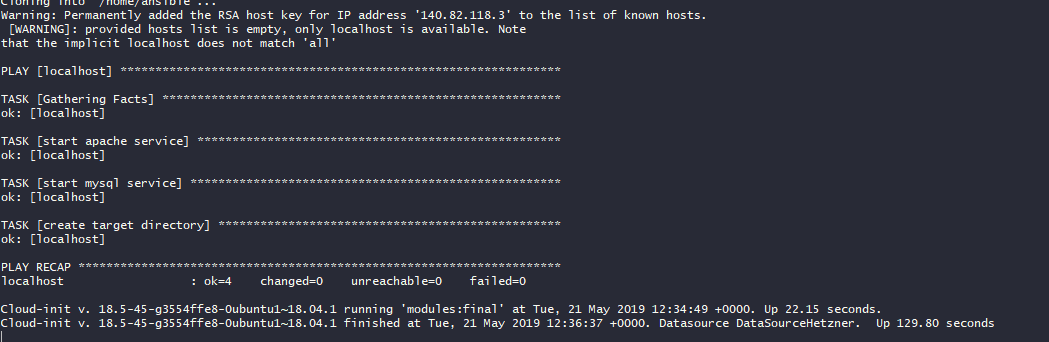 Cloning into '/home/ansible'...
Warning: Permanently added the RSA host key for IP address '140.82.118.3' to the list of known hosts.
 [WARNING]: provided hosts list is empty, only localhost is available. Note
that the implicit localhost does not match 'all'
PLAY [localhost] ***************************************************************
TASK [Gathering Facts] *********************************************************
ok: [localhost]
TASK [start apache service] ****************************************************
ok: [localhost]
TASK [start mysql service] *****************************************************
ok: [localhost]
TASK [create target directory] *************************************************
ok: [localhost]
PLAY RECAP *********************************************************************
localhost                  : ok=4    changed=0    unreachable=0    failed=0
Cloud-init v. 18.5-45-g3554ffe8-0ubuntu1~18.04.1 running 'modules:final' at Tue, 21 May 2019 12:34:49 +0000. Up 22.15 seconds.
Cloud-init v. 18.5-45-g3554ffe8-0ubuntu1~18.04.1 finished at Tue, 21 May 2019 12:36:37 +0000. Datasource DataSourceHetzner.  Up 129.80 seconds